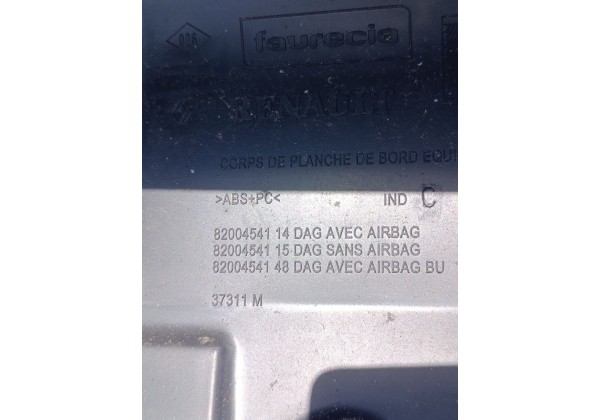 faurecia
RENAULT
CORPS DE PLANCHE DE BORD EQUI
>ABS+PC< IND C
82004541 14 DAG AVEC AIRBAG
82004541 15 DAG SANS AIRBAG
82004541 48 DAG AVEC AIRBAG BU
37311 M